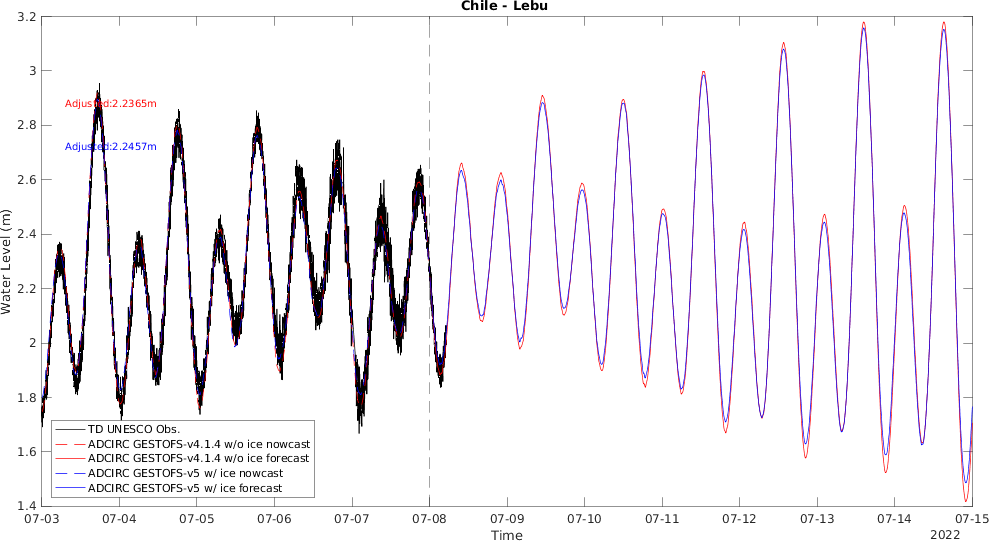 Chile - Lebu
3.2
3
2.8
2.6
2.4
2.2
2
1.8
1.6
1.4
Water Level (m)
Adjusted:2.2365m
Adjusted:2.2457m
TD UNESCO Obs.
ADCIRC GESTOFS-v4.1.4 w/o ice nowcast
ADCIRC GESTOFS-v4.1.4 w/o ice forecast
ADCIRC GESTOFS-v5 w/ ice nowcast
ADCIRC GESTOFS-v5 w/ ice forecast
07-03 07-04 07-05 07-06 07-07 07-08 07-09 07-10 07-11 07-12 07-13 07-14 07-15
Time
2022